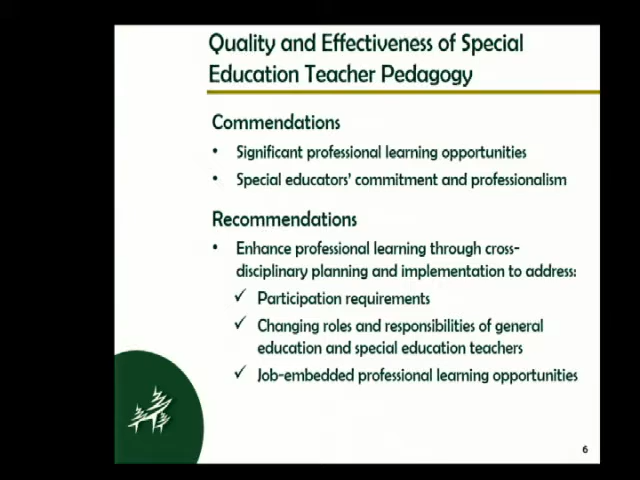 Quality and Effectiveness of Special
Education Teacher Pedagogy
Commendations
• Significant professional learning opportunities
• Special educators' commitment and professionalism
Recommendations
• Enhance professional learning through cross-
disciplinary planning and implementation to address:
✓ Participation requirements
✓ Changing roles and responsibilities of general
education and special education teachers
✓ Job-embedded professional learning opportunities
6